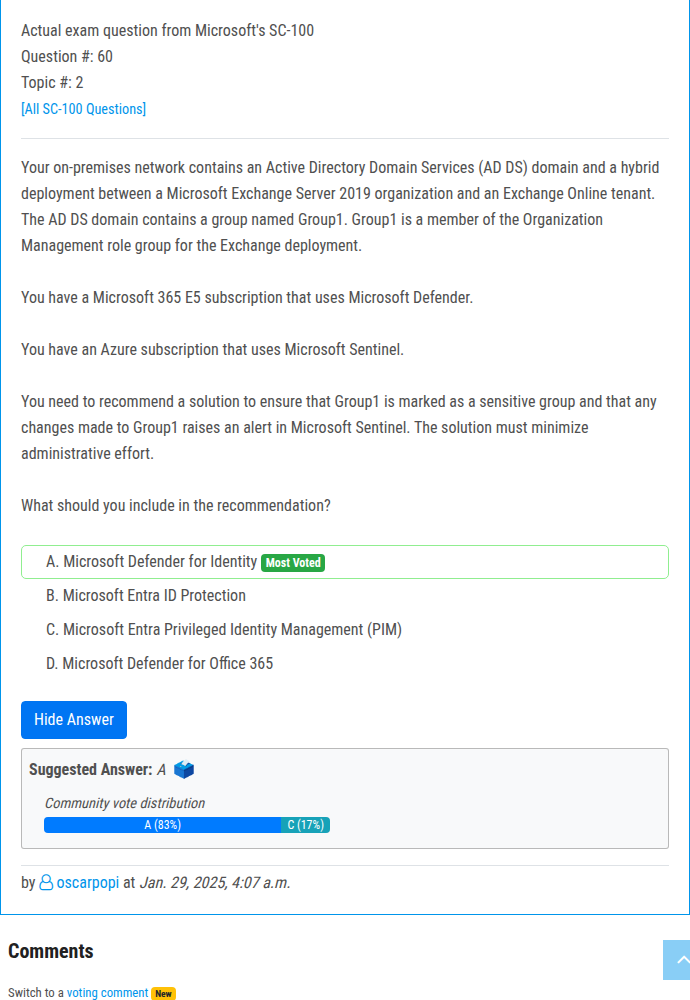 Actual exam question from Microsoft's SC-100
Question #: 60
Topic #: 2
[All SC-100 Questions]
Your on-premises network contains an Active Directory Domain Services (AD DS) domain and a hybrid
deployment between a Microsoft Exchange Server 2019 organization and an Exchange Online tenant.
The AD DS domain contains a group named Group1. Group1 is a member of the Organization
Management role group for the Exchange deployment.
You have a Microsoft 365 E5 subscription that uses Microsoft Defender.
You have an Azure subscription that uses Microsoft Sentinel.
You need to recommend a solution to ensure that Group1 is marked as a sensitive group and that any
changes made to Group1 raises an alert in Microsoft Sentinel. The solution must minimize
administrative effort.
What should you include in the recommendation?
A. Microsoft Defender for Identity Most Voted
B. Microsoft Entra ID Protection
C. Microsoft Entra Privileged Identity Management (PIM)
D. Microsoft Defender for Office 365
Hide Answer
Suggested Answer: A
Community vote distribution
A (83%) C (17%)
by oscarpopi at Jan. 29, 2025, 4:07 a.m.
Comments
Switch to a voting comment New